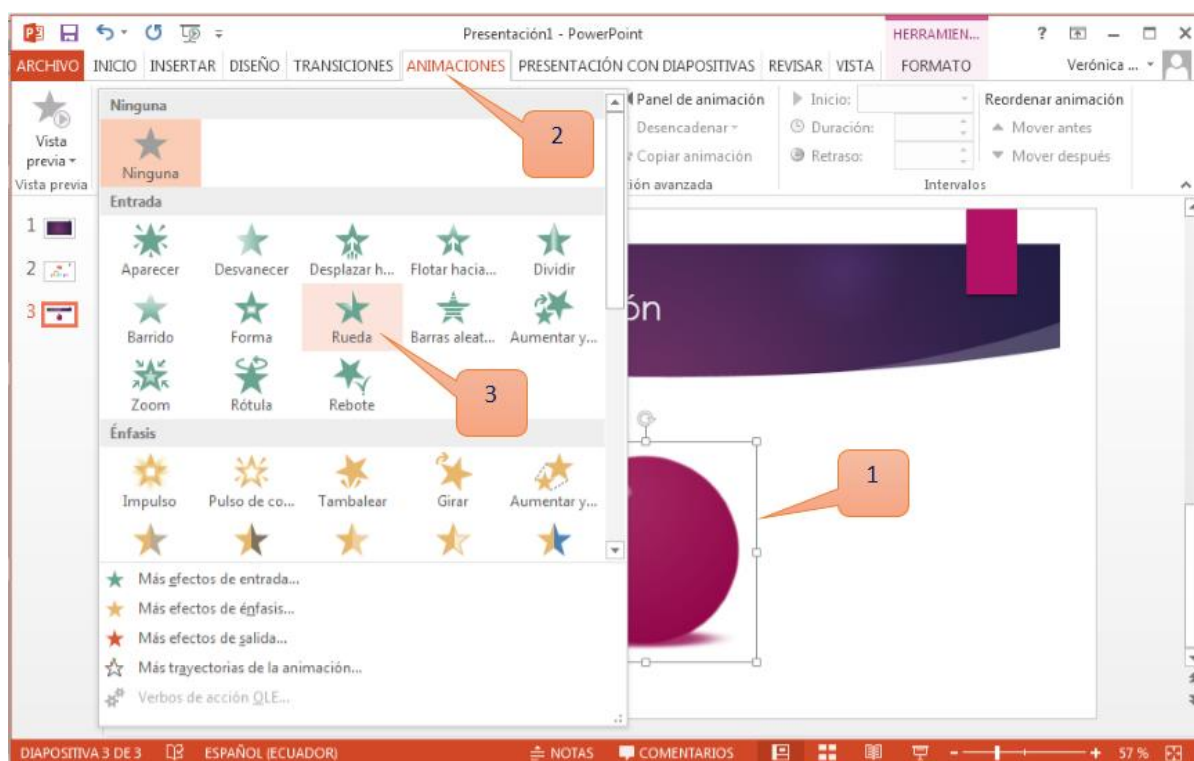 Presentación1 - PowerPoint
HERRAMIEN...
?
ARCHIVO INICIO INSERTAR DISEÑO TRANSICIONES ANIMACIONES PRESENTACIÓN CON DIAPOSITIVAS REVISAR VISTA FORMATO Verónica ...
Vista
previa
Vista previa
Ninguna
Ninguna
Entrada
Aparecer Desvanecer Desplazar h... Flotar hacia... Dividir
Barrido Forma Rueda Barras aleat... Aumentar y...
Zoom Rótula Rebote
Énfasis
Impulso Pulso de co... Tambalear Girar Aumentar y...
Más efectos de entrada...
Más efectos de énfasis...
Más efectos de salida...
Más trayectorias de la animación...
Verbos de acción OLE...
2
3
1
Panel de animación
Desencadenar
Copiar animación
ión avanzada
Inicio:
Duración:
Retraso:
Reordenar animación
Mover antes
Mover después
Intervalos
1
2
3
ón
DIAPOSITIVA 3 DE 3 ESPAÑOL (ECUADOR) NOTAS COMENTARIOS 57 %